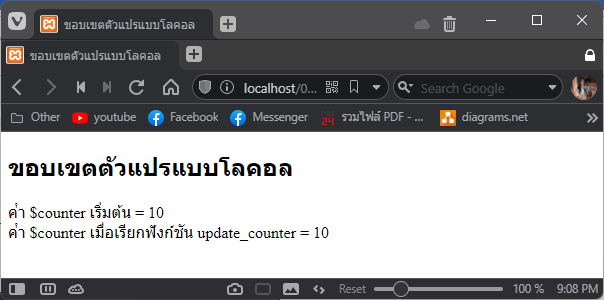 ขอบเขตตัวแปรแบบโลคอล
ขอบเขตตัวแปรแบบโลคอล
localhost/0... Search Google
Other youtube Facebook Messenger 24 รวมไฟล์ PDF - ... diagrams.net
ขอบเขตตัวแปรแบบโลคอล
ค่า $counter เริ่มต้น = 10
ค่า $counter เมื่อเรียกฟังก์ชัน update_counter = 10
Reset 100 % 9:08 PM